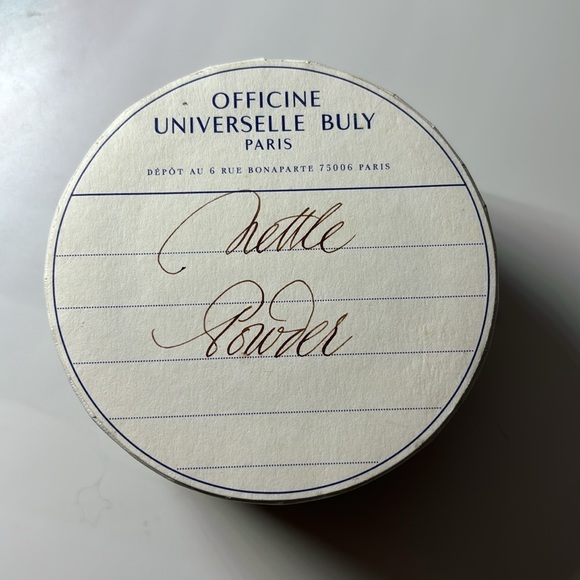 OFFICINE
UNIVERSELLE BULY
PARIS
DÉPÔT AU 6 RUE BONAPARTE 75006 PARIS
Nettle
Powder